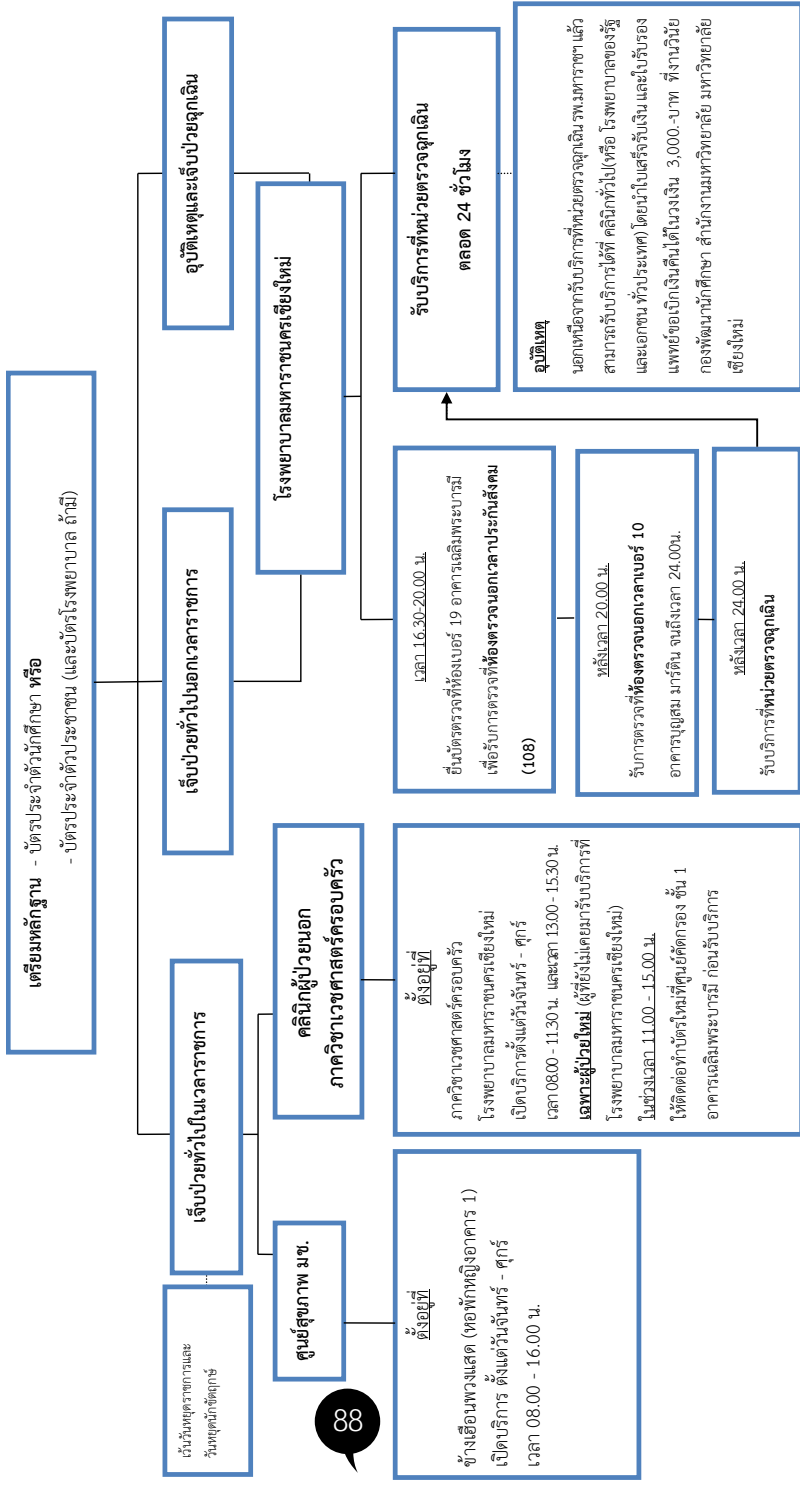 เตรียมหลักฐาน - บัตรประจำตัวนักศึกษา หรือ
- บัตรประจำตัวประชาชน (และบัตรโรงพยาบาล ถ้ามี)
เว้นวันหยุดราชการและ
วันหยุดนักขัตฤกษ์
เจ็บป่วยทั่วไปในเวลาราชการ
เจ็บป่วยทั่วไปนอกเวลาราชการ
อุบัติเหตุและเจ็บป่วยฉุกเฉิน
ศูนย์สุขภาพ มช.
คลินิกผู้ป่วยนอก
ภาควิชาเวชศาสตร์ครอบครัว
โรงพยาบาลมหาราชนครเชียงใหม่
88
ตั้งอยู่ที่
ข้างเฮือนพวงแสด (หอพักหญิงอาคาร 1)
เปิดบริการ ตั้งแต่วันจันทร์ - ศุกร์
เวลา 08.00 - 16.00 น.
ตั้งอยู่ที่
ภาควิชาเวชศาสตร์ครอบครัว
โรงพยาบาลมหาราชนครเชียงใหม่
เปิดบริการตั้งแต่วันจันทร์ - ศุกร์
เวลา 08.00 - 11.30 น. และเวลา 13.00 - 15.30 น.
เฉพาะผู้ป่วยใหม่ (ผู้ที่ยังไม่เคยมารับบริการที่
โรงพยาบาลมหาราชนครเชียงใหม่)
ในช่วงเวลา 11.00 – 15.00 น.
ให้ติดต่อทำบัตรใหม่ที่ศูนย์คัดกรอง ชั้น 1
อาคารเฉลิมพระบารมี ก่อนรับบริการ
เวลา 16.30-20.00 น.
ยื่นบัตรตรวจที่ห้องเบอร์ 19 อาคารเฉลิมพระบารมี
เพื่อรับการตรวจที่ห้องตรวจนอกเวลาประกันสังคม
(108)
หลังเวลา 20.00 น.
รับการตรวจที่ห้องตรวจนอกเวลาเบอร์ 10
อาคารบุญสม มาร์ติน จนถึงเวลา 24.00น.
หลังเวลา 24.00 น.
รับบริการที่หน่วยตรวจฉุกเฉิน
รับบริการที่หน่วยตรวจฉุกเฉิน
ตลอด 24 ชั่วโมง
อุบัติเหตุ
นอกเหนือจากรับบริการที่หน่วยตรวจฉุกเฉิน รพ.มหาราชฯ แล้ว
สามารถรับบริการได้ที่ คลินิกทั่วไป(หรือ โรงพยาบาลของรัฐ
และเอกชน ทั่วประเทศ) โดยนำใบเสร็จรับเงิน และใบรับรอง
แพทย์ขอเบิกเงินคืนได้ในวงเงิน 3,000.-บาท ที่งานวินัย
กองพัฒนานักศึกษา สำนักงานมหาวิทยาลัย มหาวิทยาลัย
เชียงใหม่